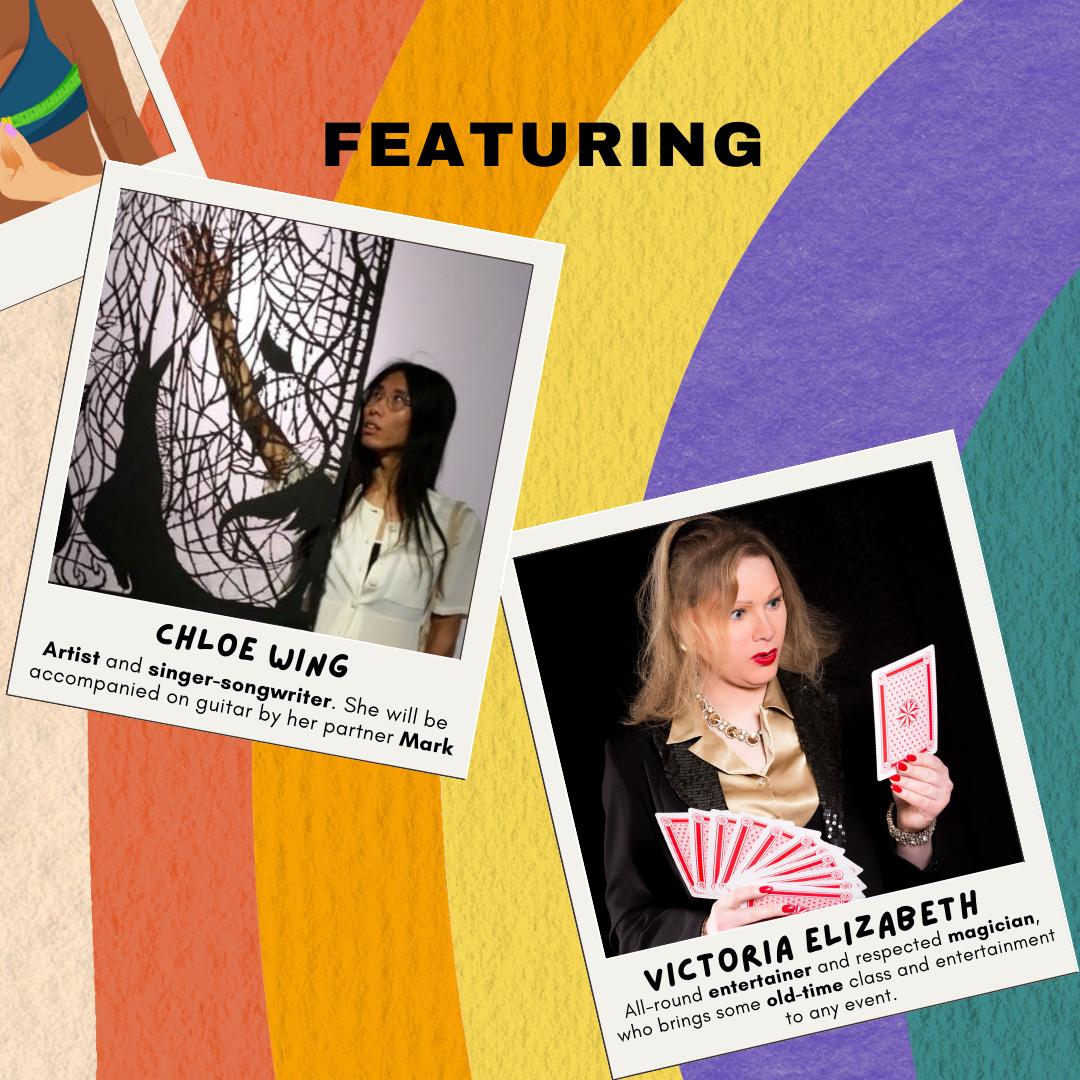 FEATURING
CHLOE WING
Artist and singer-songwriter. She will be
accompanied on guitar by her partner Mark
VICTORIA ELIZABETH
All-round entertainer and respected magician,
who brings some old-time class and entertainment
to any event.